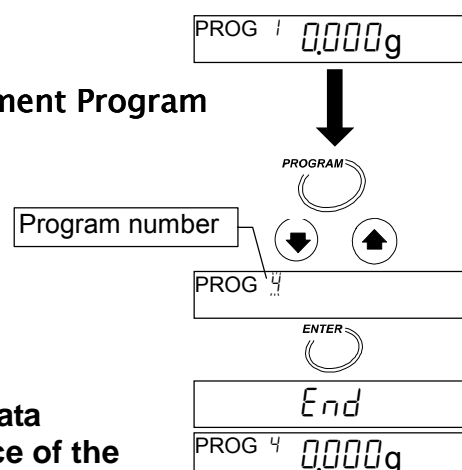 PROG 1 0.000g
ment Program
PROGRAM
Program number
PROG 4
ENTER
End
ata
ce of the
PROG 4 0.000g